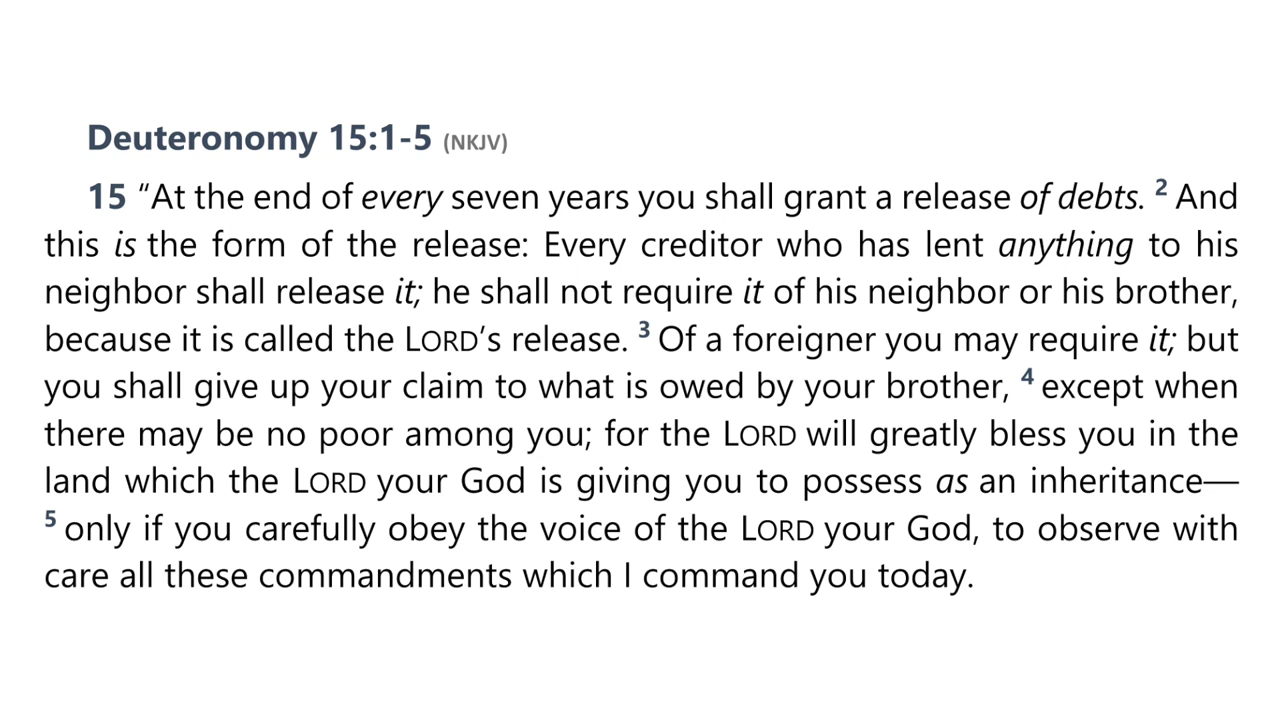 Deuteronomy 15:1-5 (NKJV)
15 “At the end of every seven years you shall grant a release of debts. 2 And
this is the form of the release: Every creditor who has lent anything to his
neighbor shall release it; he shall not require it of his neighbor or his brother,
because it is called the LORD’s release. 3 Of a foreigner you may require it; but
you shall give up your claim to what is owed by your brother, 4 except when
there may be no poor among you; for the LORD will greatly bless you in the
land which the LORD your God is giving you to possess as an inheritance—
5 only if you carefully obey the voice of the LORD your God, to observe with
care all these commandments which I command you today.